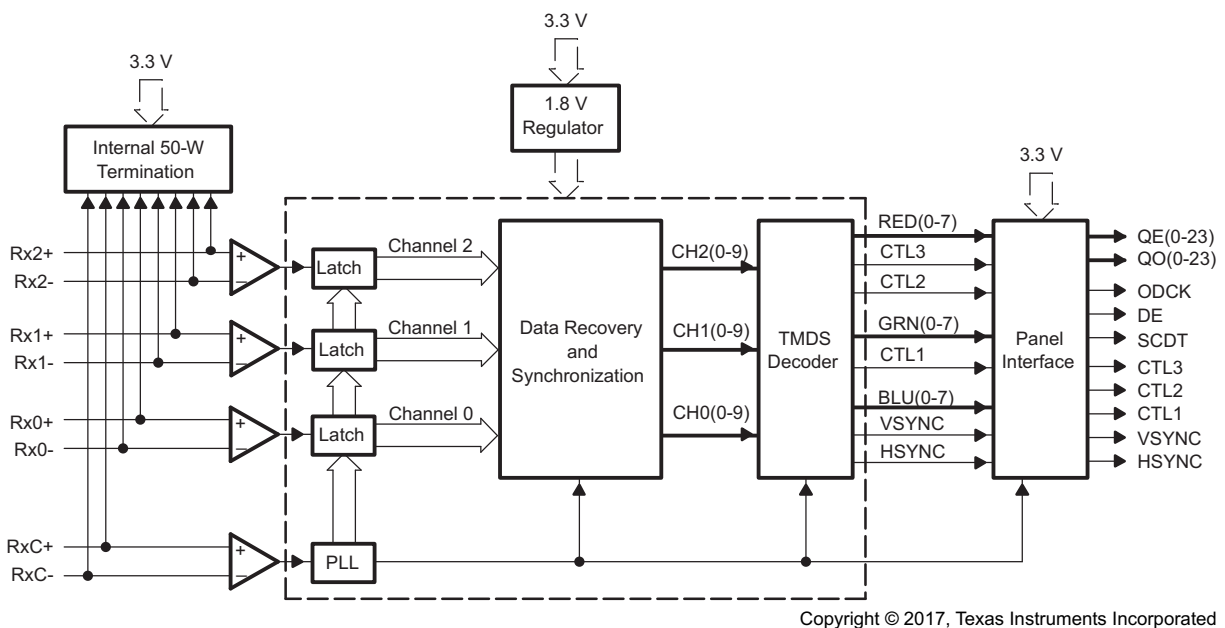 3.3 V
3.3 V
1.8 V
Regulator
Internal 50-W
Termination
3.3 V
Rx2+
Rx2-
Rx1+
Rx1-
Rx0+
Rx0-
RxC+
RxC-
+
−
+
−
+
−
+
−
Latch
Latch
Latch
PLL
Channel 2
Channel 1
Channel 0
Data Recovery
and
Synchronization
CH2(0-9)
CH1(0-9)
CH0(0-9)
TMDS
Decoder
RED(0-7)
CTL3
CTL2
GRN(0-7)
CTL1
BLU(0-7)
VSYNC
HSYNC
Panel
Interface
QE(0-23)
QO(0-23)
ODCK
DE
SCDT
CTL3
CTL2
CTL1
VSYNC
HSYNC
Copyright © 2017, Texas Instruments Incorporated